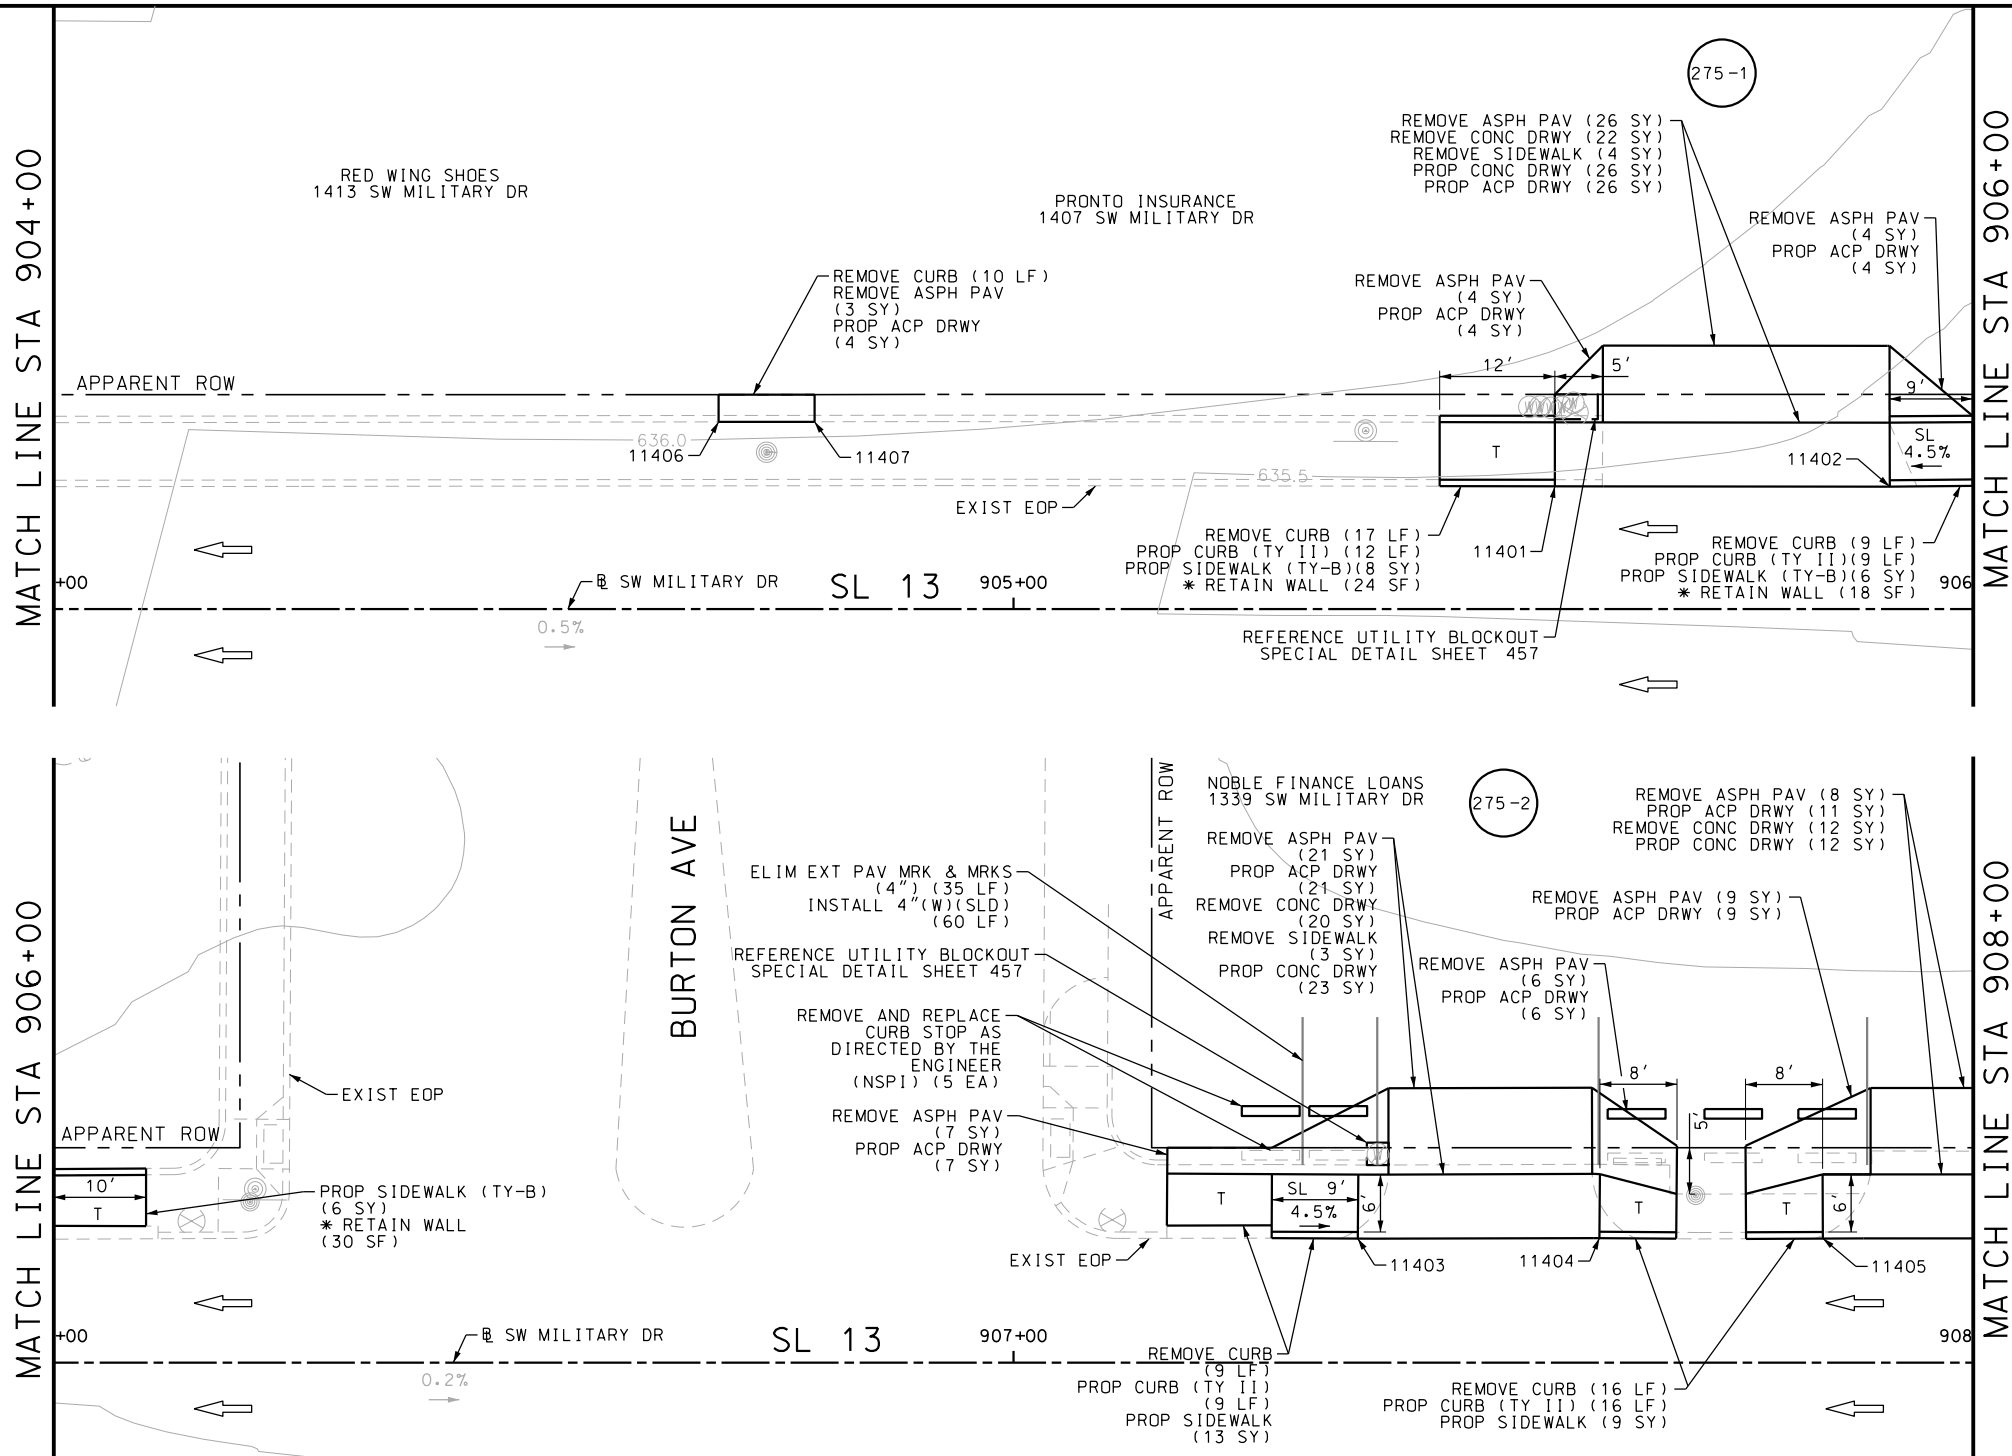 275-1
REMOVE ASPH PAV (26 SY)
REMOVE CONC DRWY (22 SY)
REMOVE SIDEWALK (4 SY)
PROP CONC DRWY (26 SY)
PROP ACP DRWY (26 SY)
MATCH LINE STA 904+00
MATCH LINE STA 906+00
RED WING SHOES
1413 SW MILITARY DR
PRONTO INSURANCE
1407 SW MILITARY DR
REMOVE ASPH PAV
(4 SY)
PROP ACP DRWY
(4 SY)
REMOVE CURB (10 LF)
REMOVE ASPH PAV
(3 SY)
PROP ACP DRWY
(4 SY)
REMOVE ASPH PAV
(4 SY)
PROP ACP DRWY
(4 SY)
12'
5'
9'
APPARENT ROW
636.0
11406
11407
T
SL
4.5%
11402
635.5
EXIST EOP
REMOVE CURB (17 LF)
PROP CURB (TY II) (12 LF)
PROP SIDEWALK (TY-B)(8 SY)
* RETAIN WALL (24 SF)
11401
REMOVE CURB (9 LF)
PROP CURB (TY II)(9 LF)
PROP SIDEWALK (TY-B)(6 SY)
* RETAIN WALL (18 SF)
+00
℄ SW MILITARY DR
SL 13
905+00
906
0.5%
REFERENCE UTILITY BLOCKOUT
SPECIAL DETAIL SHEET 457
MATCH LINE STA 906+00
MATCH LINE STA 908+00
BURTON AVE
APPARENT ROW
NOBLE FINANCE LOANS
1339 SW MILITARY DR
275-2
REMOVE ASPH PAV (8 SY)
PROP ACP DRWY (11 SY)
REMOVE CONC DRWY (12 SY)
PROP CONC DRWY (12 SY)
REMOVE ASPH PAV
(21 SY)
PROP ACP DRWY
(21 SY)
REMOVE CONC DRWY
(20 SY)
REMOVE SIDEWALK
(3 SY)
PROP CONC DRWY
(23 SY)
ELIM EXT PAV MRK & MRKS
(4") (35 LF)
INSTALL 4"(W)(SLD)
(60 LF)
REMOVE ASPH PAV (9 SY)
PROP ACP DRWY (9 SY)
REFERENCE UTILITY BLOCKOUT
SPECIAL DETAIL SHEET 457
REMOVE ASPH PAV
(6 SY)
PROP ACP DRWY
(6 SY)
REMOVE AND REPLACE
CURB STOP AS
DIRECTED BY THE
ENGINEER
(NSPI) (5 EA)
8'
8'
5'
EXIST EOP
REMOVE ASPH PAV
(7 SY)
PROP ACP DRWY
(7 SY)
APPARENT ROW
10'
T
PROP SIDEWALK (TY-B)
(6 SY)
* RETAIN WALL
(30 SF)
T
SL 9'
4.5%
6'
T
T
6'
EXIST EOP
11403
11404
11405
+00
℄ SW MILITARY DR
SL 13
907+00
908
0.2%
REMOVE CURB
(9 LF)
PROP CURB (TY II)
(9 LF)
PROP SIDEWALK
(13 SY)
REMOVE CURB (16 LF)
PROP CURB (TY II) (16 LF)
PROP SIDEWALK (9 SY)